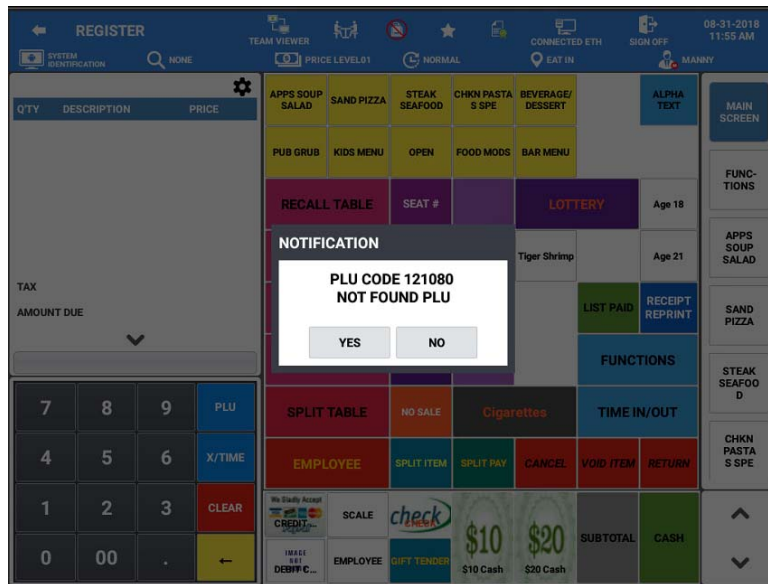 REGISTER
TEAM VIEWER
CONNECTED ETH
SIGN OFF
08-31-2018
11:55 AM
SYSTEM
IDENTIFICATION
NONE
PRICE LEVEL01
NORMAL
EAT IN
MANNY
Q'TY DESCRIPTION PRICE
TAX
AMOUNT DUE
APPS SOUP
SALAD
SAND PIZZA
STEAK
SEAFOOD
CHKN PASTA
S SPE
BEVERAGE/
DESSERT
ALPHA
TEXT
PUB GRUB
KIDS MENU
OPEN
FOOD MODS
BAR MENU
RECALL TABLE
SEAT #
LOTTERY
Age 18
Tiger Shrimp
Age 21
NOTIFICATION
PLU CODE 121080
NOT FOUND PLU
YES
NO
LIST PAID
RECEIPT
REPRINT
FUNCTIONS
SPLIT TABLE
NO SALE
Cigarettes
TIME IN/OUT
EMPLOYEE
SPLIT ITEM
SPLIT PAY
CANCEL
VOID ITEM
RETURN
We Gladly Accept
CREDIT
SCALE
check
CHECK
$10
$10 Cash
$20
$20 Cash
SUBTOTAL
CASH
IMAGE
DEBIT C...
EMPLOYEE
GIFT TENDER
7 8 9 PLU
4 5 6 X/TIME
1 2 3 CLEAR
0 00 .
MAIN
SCREEN
FUNC-
TIONS
APPS
SOUP
SALAD
SAND
PIZZA
STEAK
SEAFOO
D
CHKN
PASTA
S SPE